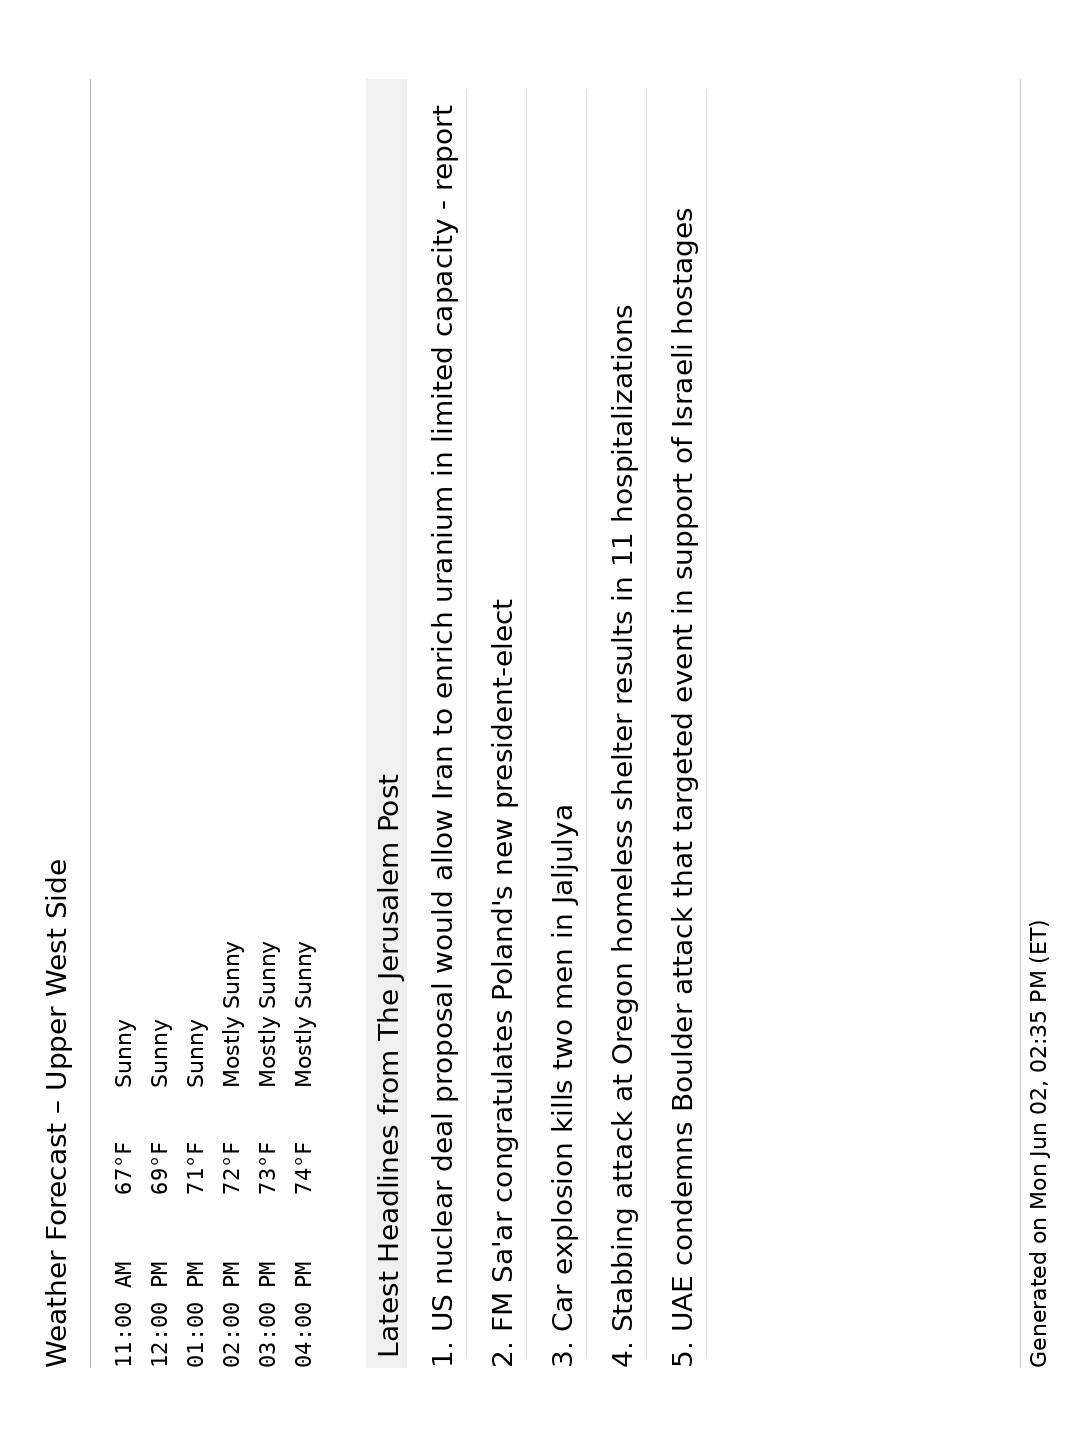 Weather Forecast – Upper West Side
11:00 AM 67°F Sunny
12:00 PM 69°F Sunny
01:00 PM 71°F Sunny
02:00 PM 72°F Mostly Sunny
03:00 PM 73°F Mostly Sunny
04:00 PM 74°F Mostly Sunny
Latest Headlines from The Jerusalem Post
1. US nuclear deal proposal would allow Iran to enrich uranium in limited capacity - report
2. FM Sa'ar congratulates Poland's new president-elect
3. Car explosion kills two men in Jaljulya
4. Stabbing attack at Oregon homeless shelter results in 11 hospitalizations
5. UAE condemns Boulder attack that targeted event in support of Israeli hostages
Generated on Mon Jun 02, 02:35 PM (ET)